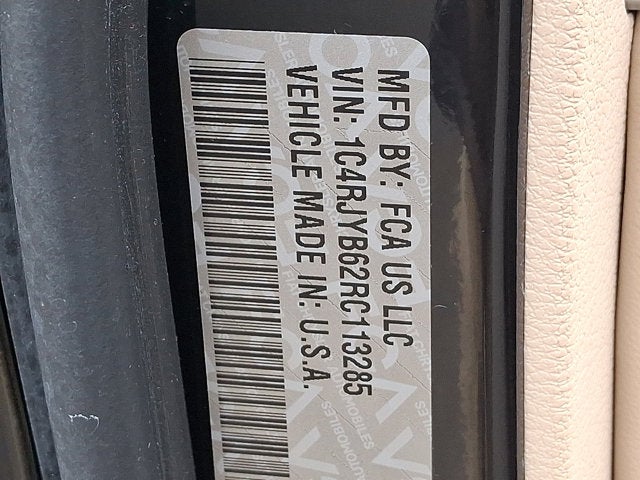 MFD BY: FCA US LLC
VIN: 1C4RJYB62RC113285
VEHICLE MADE IN: U.S.A.